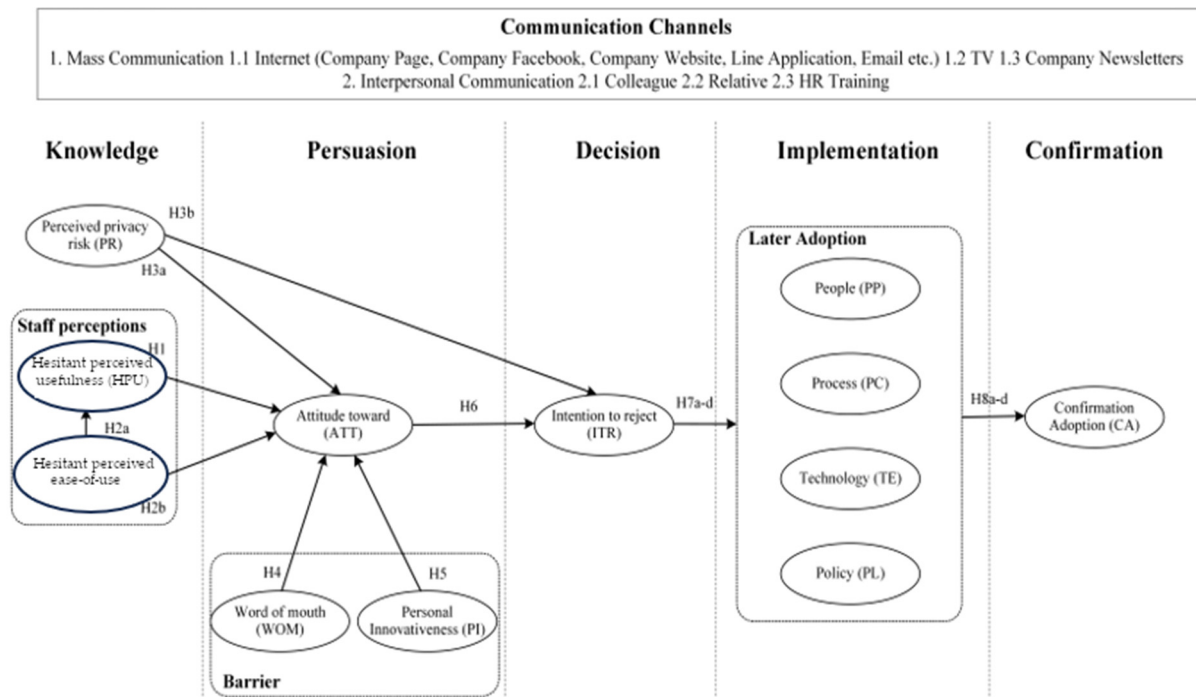 Communication Channels
1. Mass Communication 1.1 Internet (Company Page, Company Facebook, Company Website, Line Application, Email etc.) 1.2 TV 1.3 Company Newsletters
2. Interpersonal Communication 2.1 Colleague 2.2 Relative 2.3 HR Training
Knowledge
Persuasion
Decision
Implementation
Confirmation
Perceived privacy
risk (PR)
H3b
H3a
Staff perceptions
H1
Hesitant perceived
usefulness (HPU)
H2a
Hesitant perceived
ease-of-use
H2b
Attitude toward
(ATT)
H6
Intention to reject
(ITR)
H7a-d
Later Adoption
People (PP)
Process (PC)
Technology (TE)
Policy (PL)
H8a-d
Confirmation
Adoption (CA)
H4
H5
Word of mouth
(WOM)
Personal
Innovativeness (PI)
Barrier